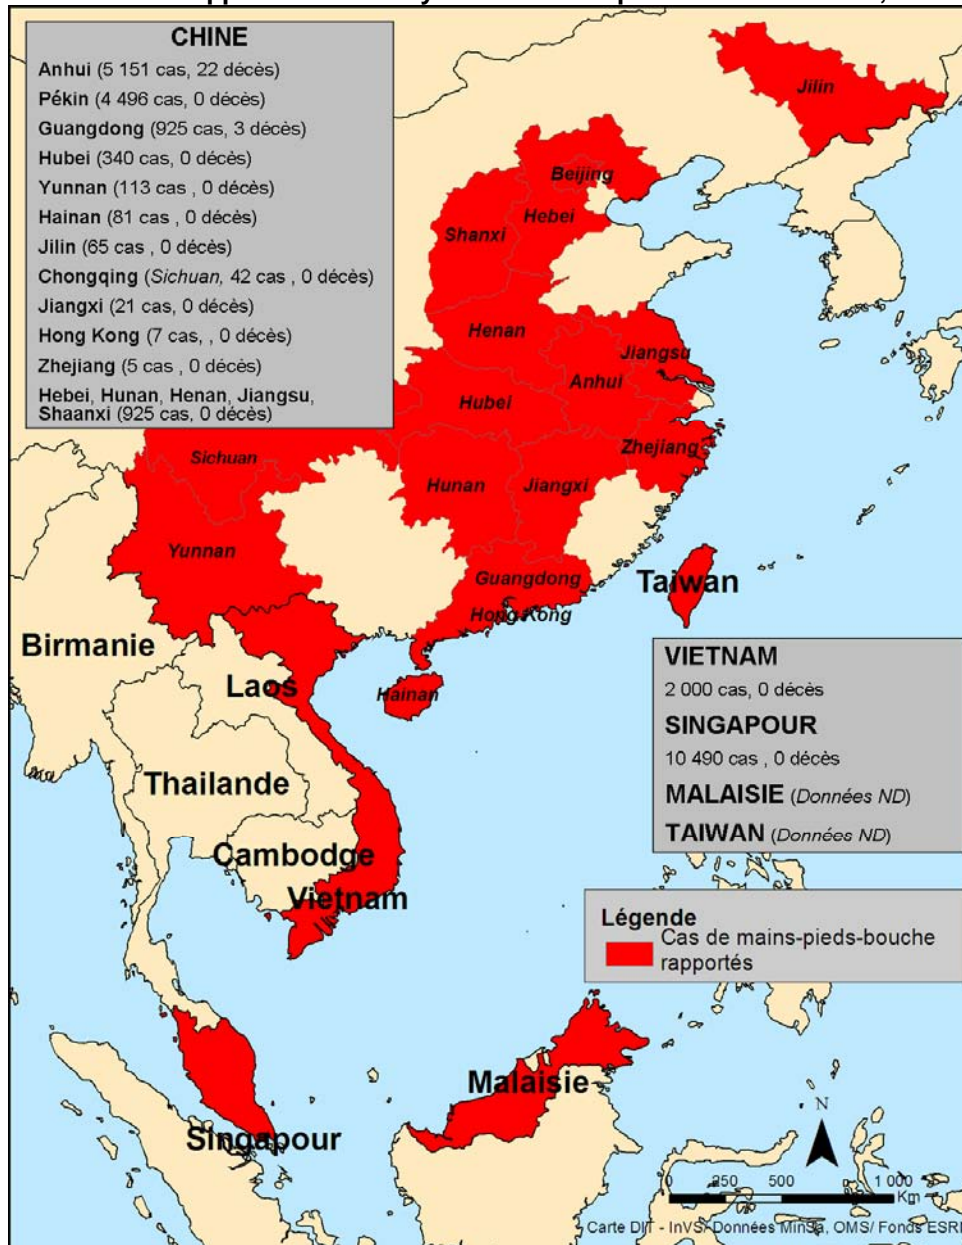 CHINE
Anhui (5 151 cas, 22 décès)
Pékin (4 496 cas, 0 décès)
Guangdong (925 cas, 3 décès)
Hubei (340 cas, 0 décès)
Yunnan (113 cas , 0 décès)
Hainan (81 cas , 0 décès)
Jilin (65 cas , 0 décès)
Chongqing (Sichuan, 42 cas , 0 décès)
Jiangxi (21 cas, 0 décès)
Hong Kong (7 cas, , 0 décès)
Zhejiang (5 cas , 0 décès)
Hebei, Hunan, Henan, Jiangsu,
Shaanxi (925 cas, 0 décès)
Jilin
Beijing
Hebei
Shanxi
Henan
Jiangsu
Anhui
Hubei
Zhejiang
Sichuan
Hunan
Jiangxi
Yunnan
Guangdong
Taiwan
Hong Kong
Birmanie
Laos
Hainan
Thailande
Cambodge
Vietnam
VIETNAM
2 000 cas, 0 décès
SINGAPOUR
10 490 cas , 0 décès
MALAISIE (Données ND)
TAIWAN (Données ND)
Légende
Cas de mains-pieds-bouche
rapportés
Malaisie
Singapour
N
0 250 500 1 000
Km
Carte DIT - InVS/ Données MinSa, OMS/ Fonds ESRI